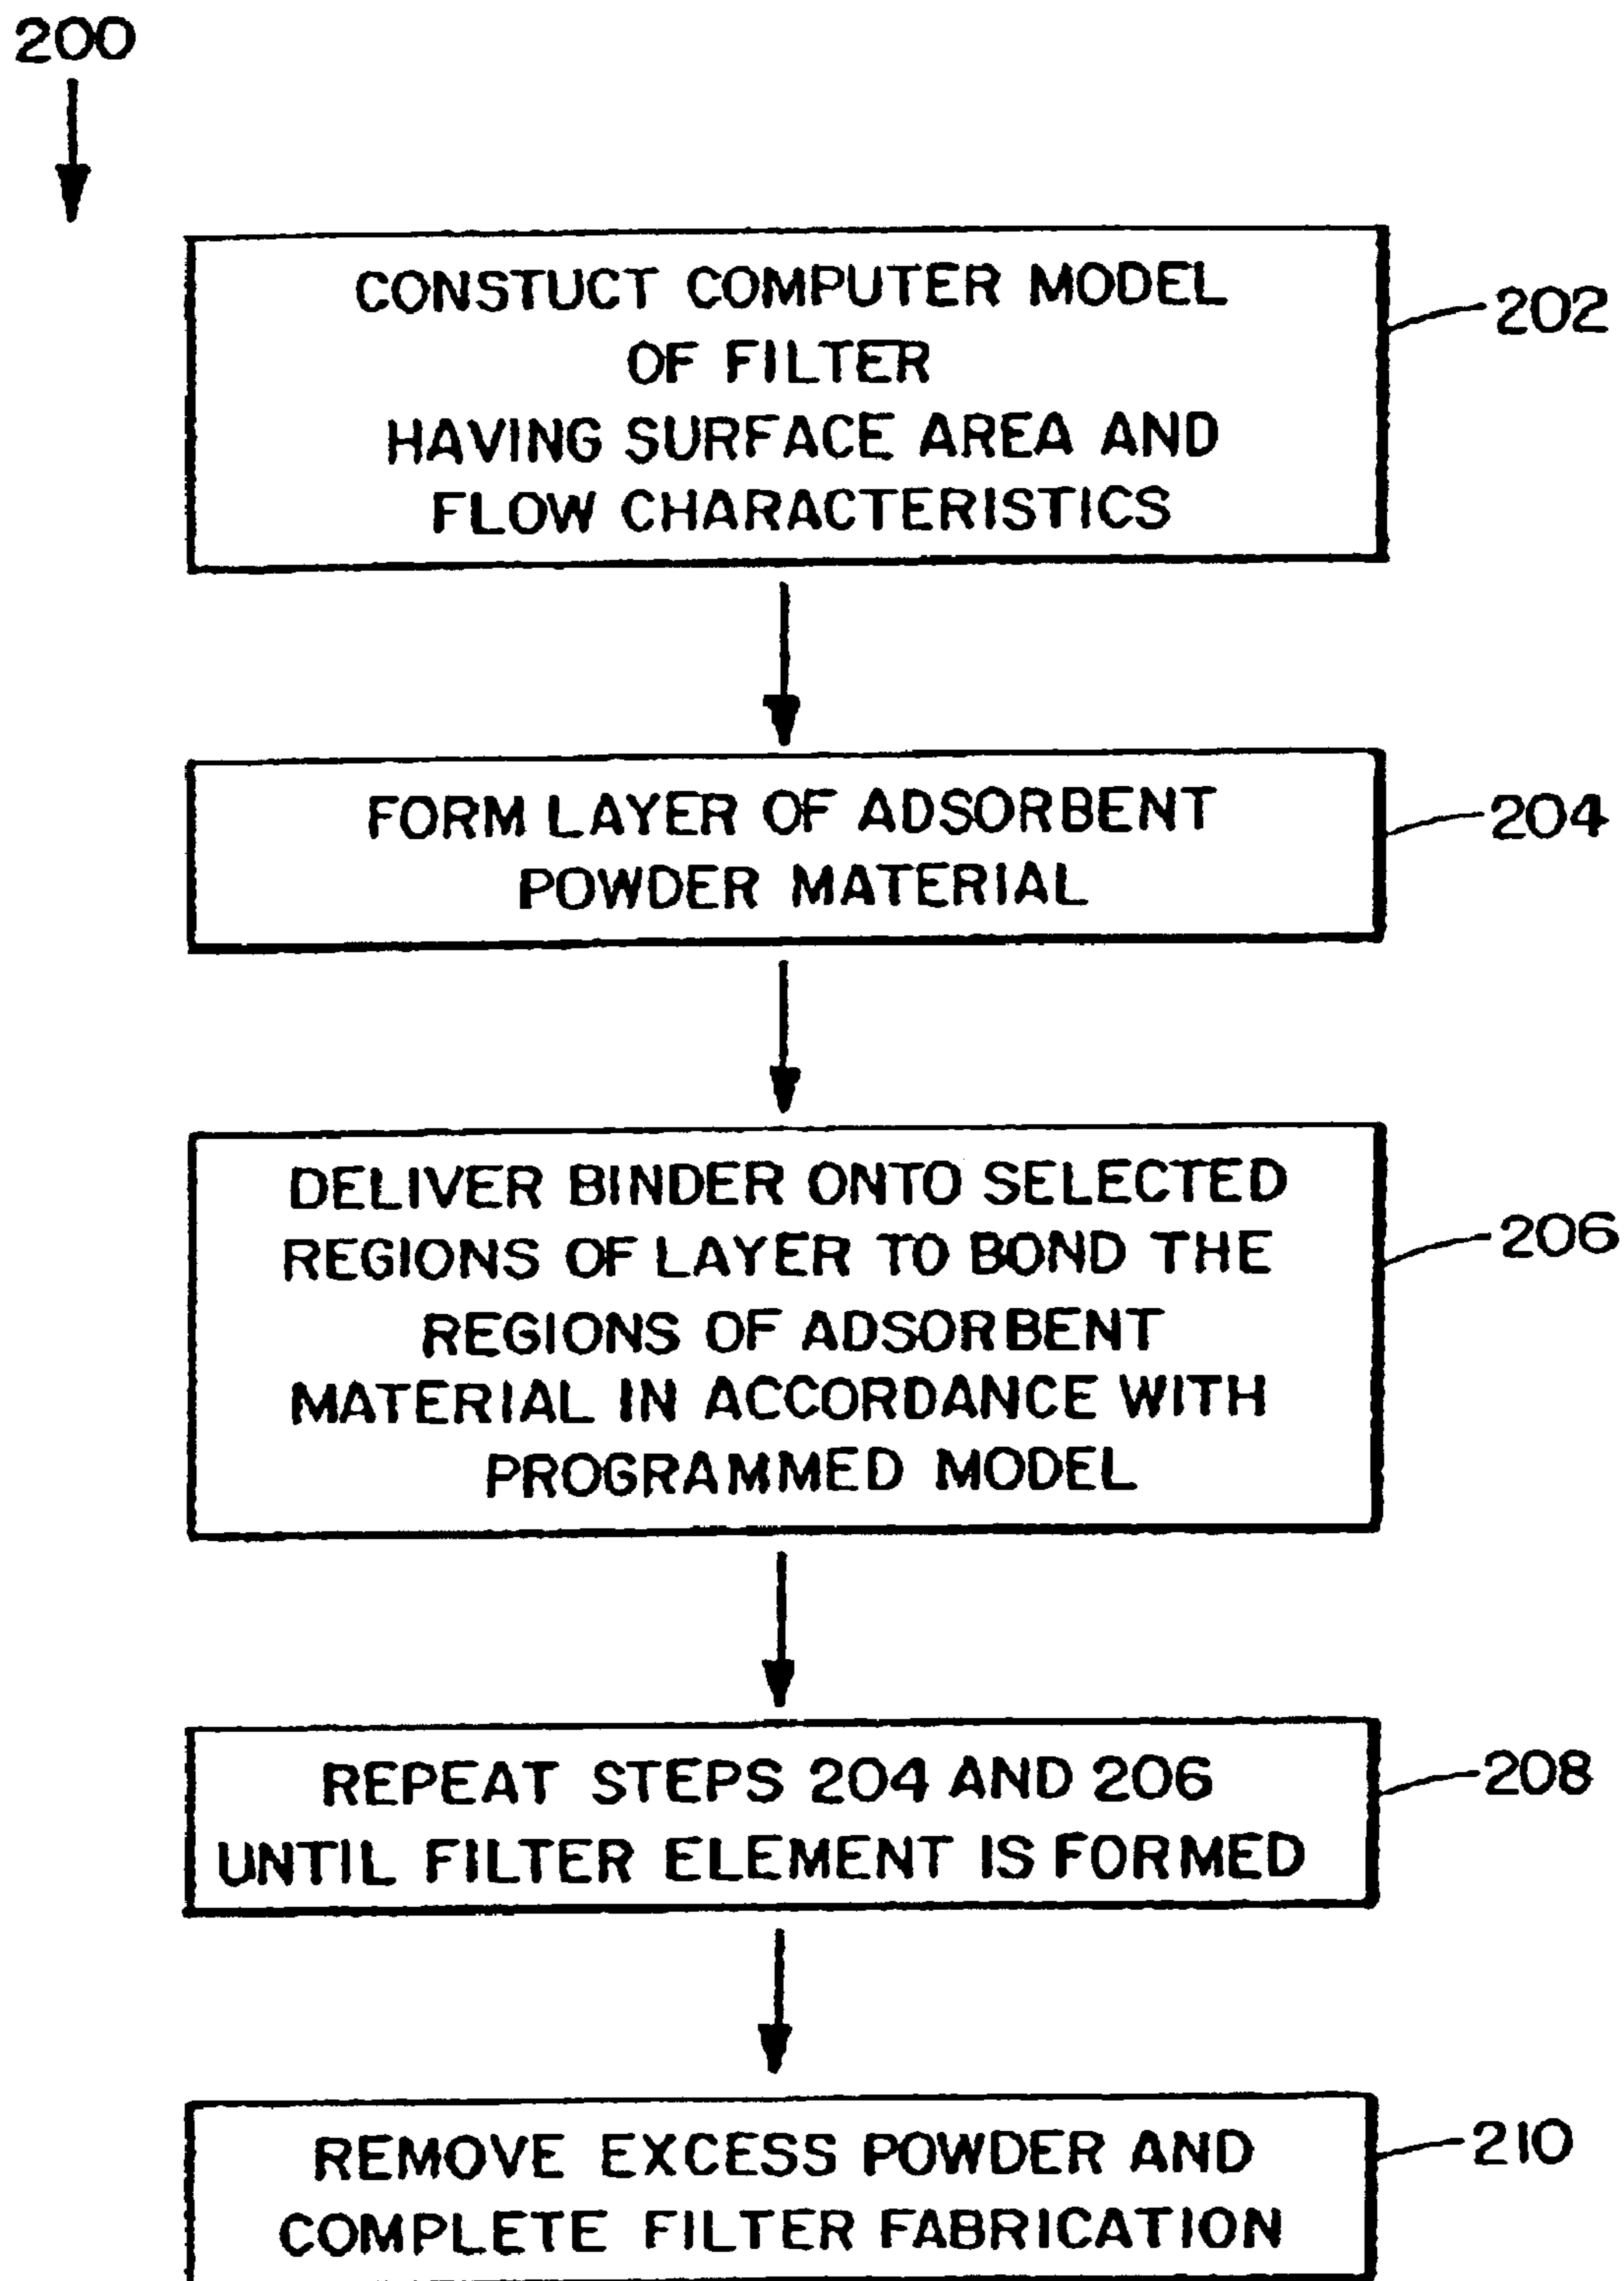 200
CONSTUCT COMPUTER MODEL
OF FILTER
HAVING SURFACE AREA AND
FLOW CHARACTERISTICS
202
FORM LAYER OF ADSORBENT
POWDER MATERIAL
204
DELIVER BINDER ONTO SELECTED
REGIONS OF LAYER TO BOND THE
REGIONS OF ADSORBENT
MATERIAL IN ACCORDANCE WITH
PROGRAMMED MODEL
206
REPEAT STEPS 204 AND 206
UNTIL FILTER ELEMENT IS FORMED
208
REMOVE EXCESS POWDER AND
COMPLETE FILTER FABRICATION
210